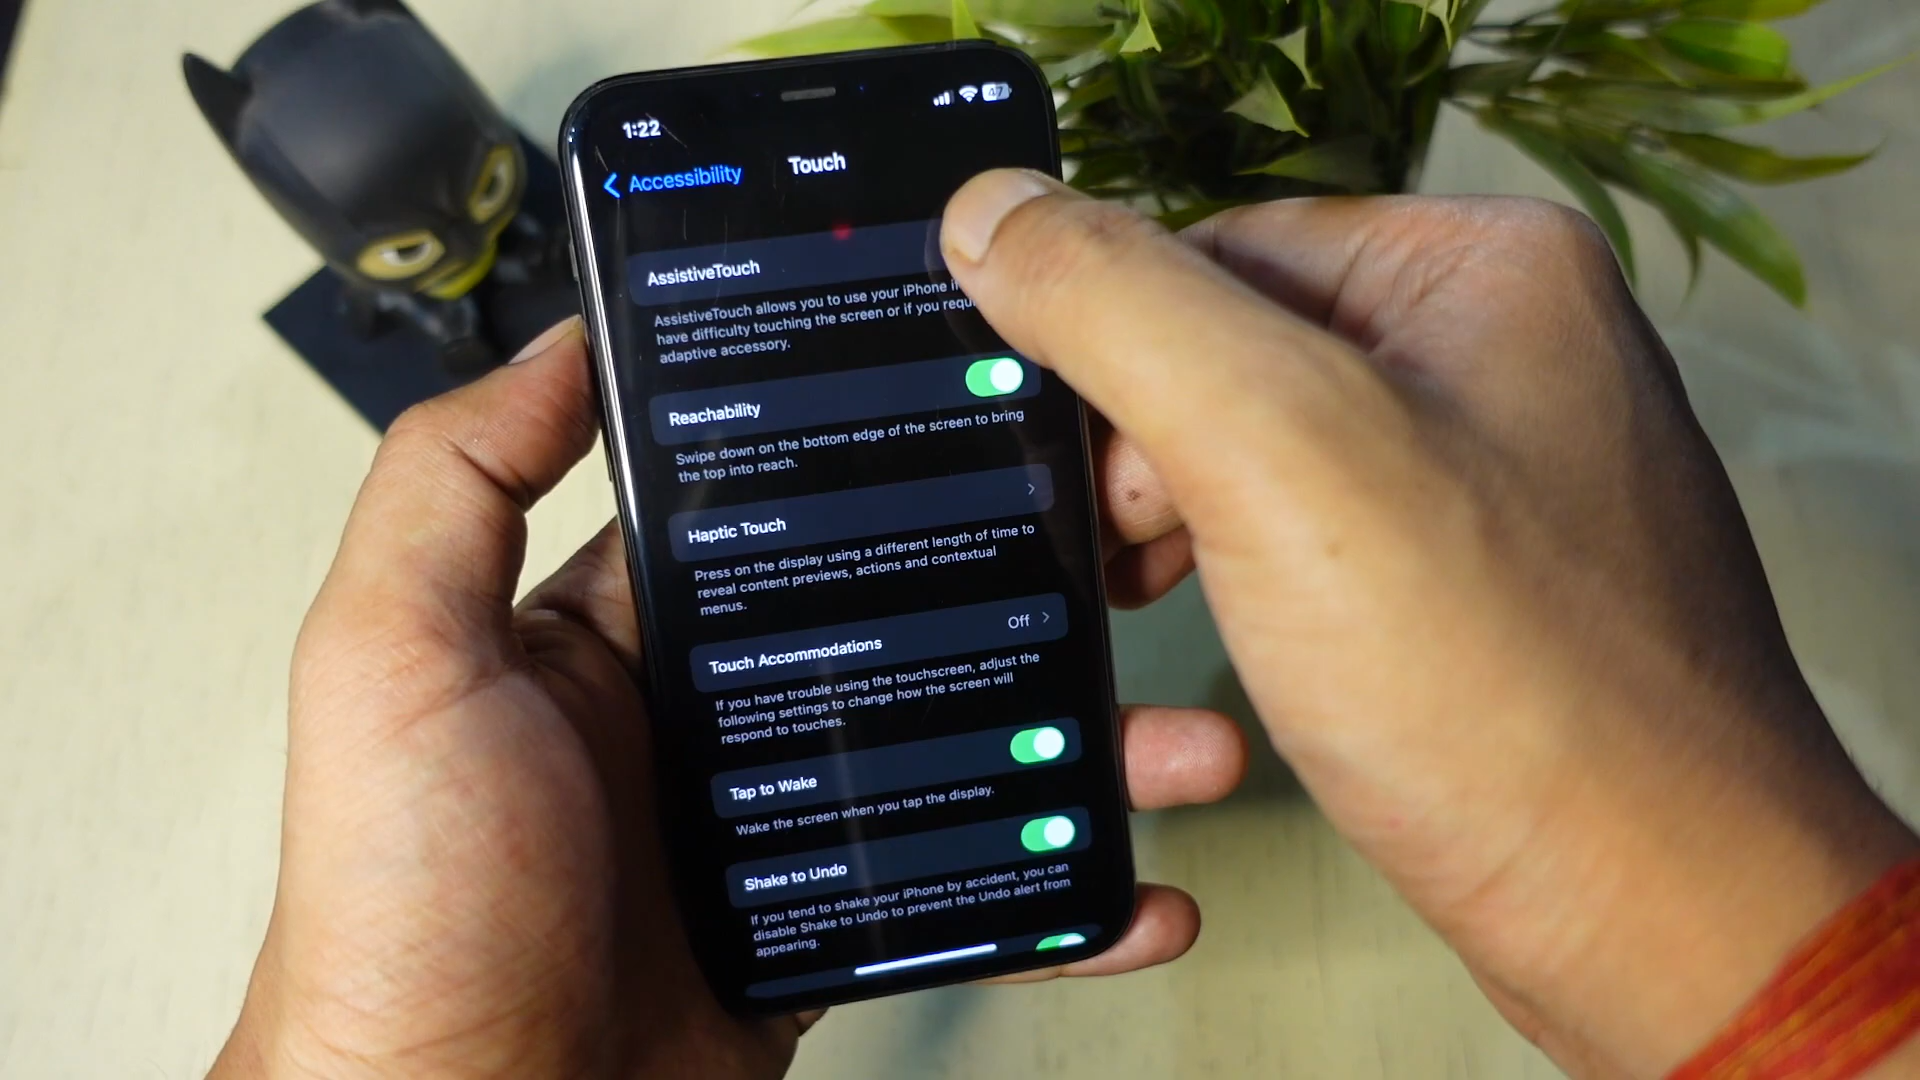 1:22
47
Accessibility
Touch
AssistiveTouch
AssistiveTouch allows you to use your iPhone
have difficulty touching the screen or if you
adaptive accessory.
Reachability
Swipe down on the bottom edge of the screen to bring
the top into reach.
Haptic Touch
Press on the display using a different length of time to
reveal content previews, actions and contextual
menus.
Touch Accommodations
Off
If you have trouble using the touchscreen, adjust the
following settings to change how the screen will
respond to touches.
Tap to Wake
Wake the screen when you tap the display.
Shake to Undo
If you tend to shake your iPhone by accident, you can
disable Shake to Undo to prevent the Undo alert from
appearing.